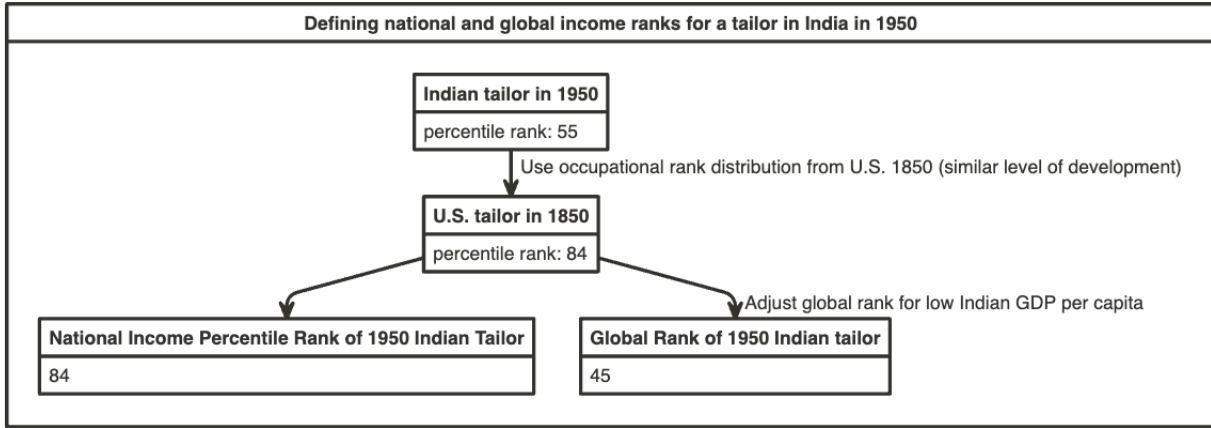 Defining national and global income ranks for a tailor in India in 1950
Indian tailor in 1950
percentile rank: 55
Use occupational rank distribution from U.S. 1850 (similar level of development)
U.S. tailor in 1850
percentile rank: 84
Adjust global rank for low Indian GDP per capita
National Income Percentile Rank of 1950 Indian Tailor
84
Global Rank of 1950 Indian tailor
45